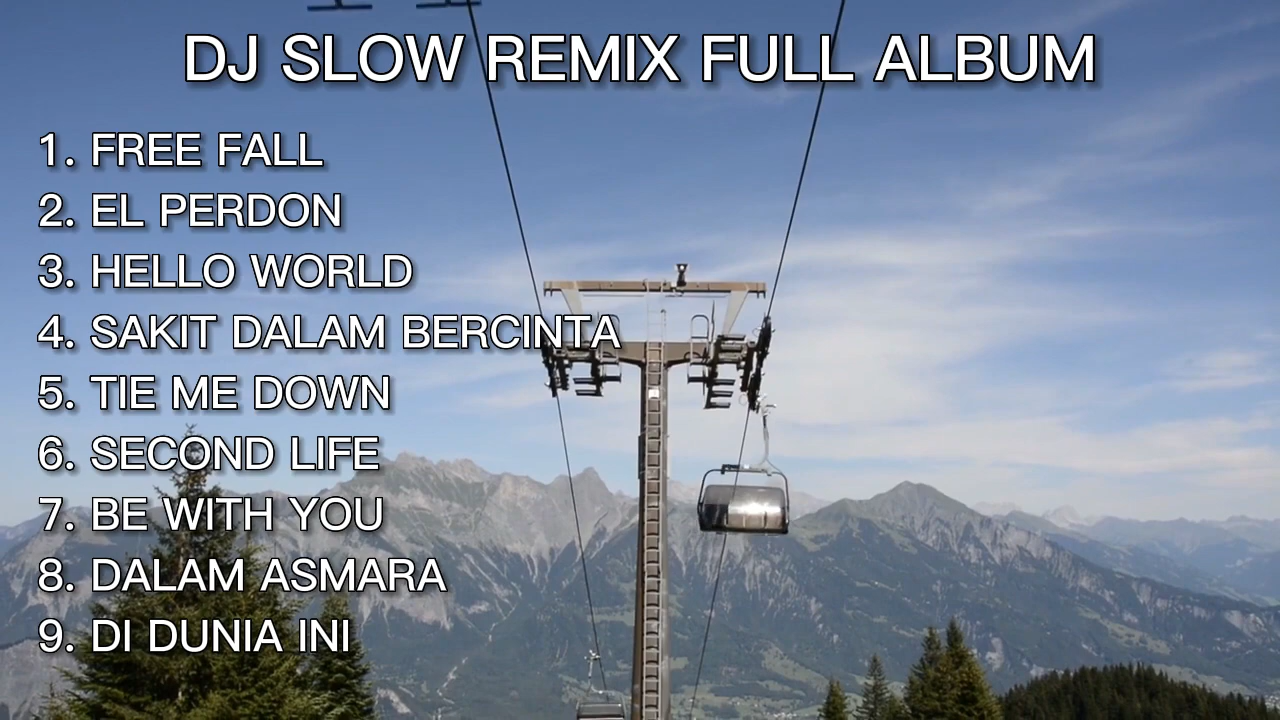 DJ SLOW REMIX FULL ALBUM
1. FREE FALL
2. EL PERDON
3. HELLO WORLD
4. SAKIT DALAM BERCINTA
5. TIE ME DOWN
6. SECOND LIFE
7. BE WITH YOU
8. DALAM ASMARA
9. DI DUNIA INI